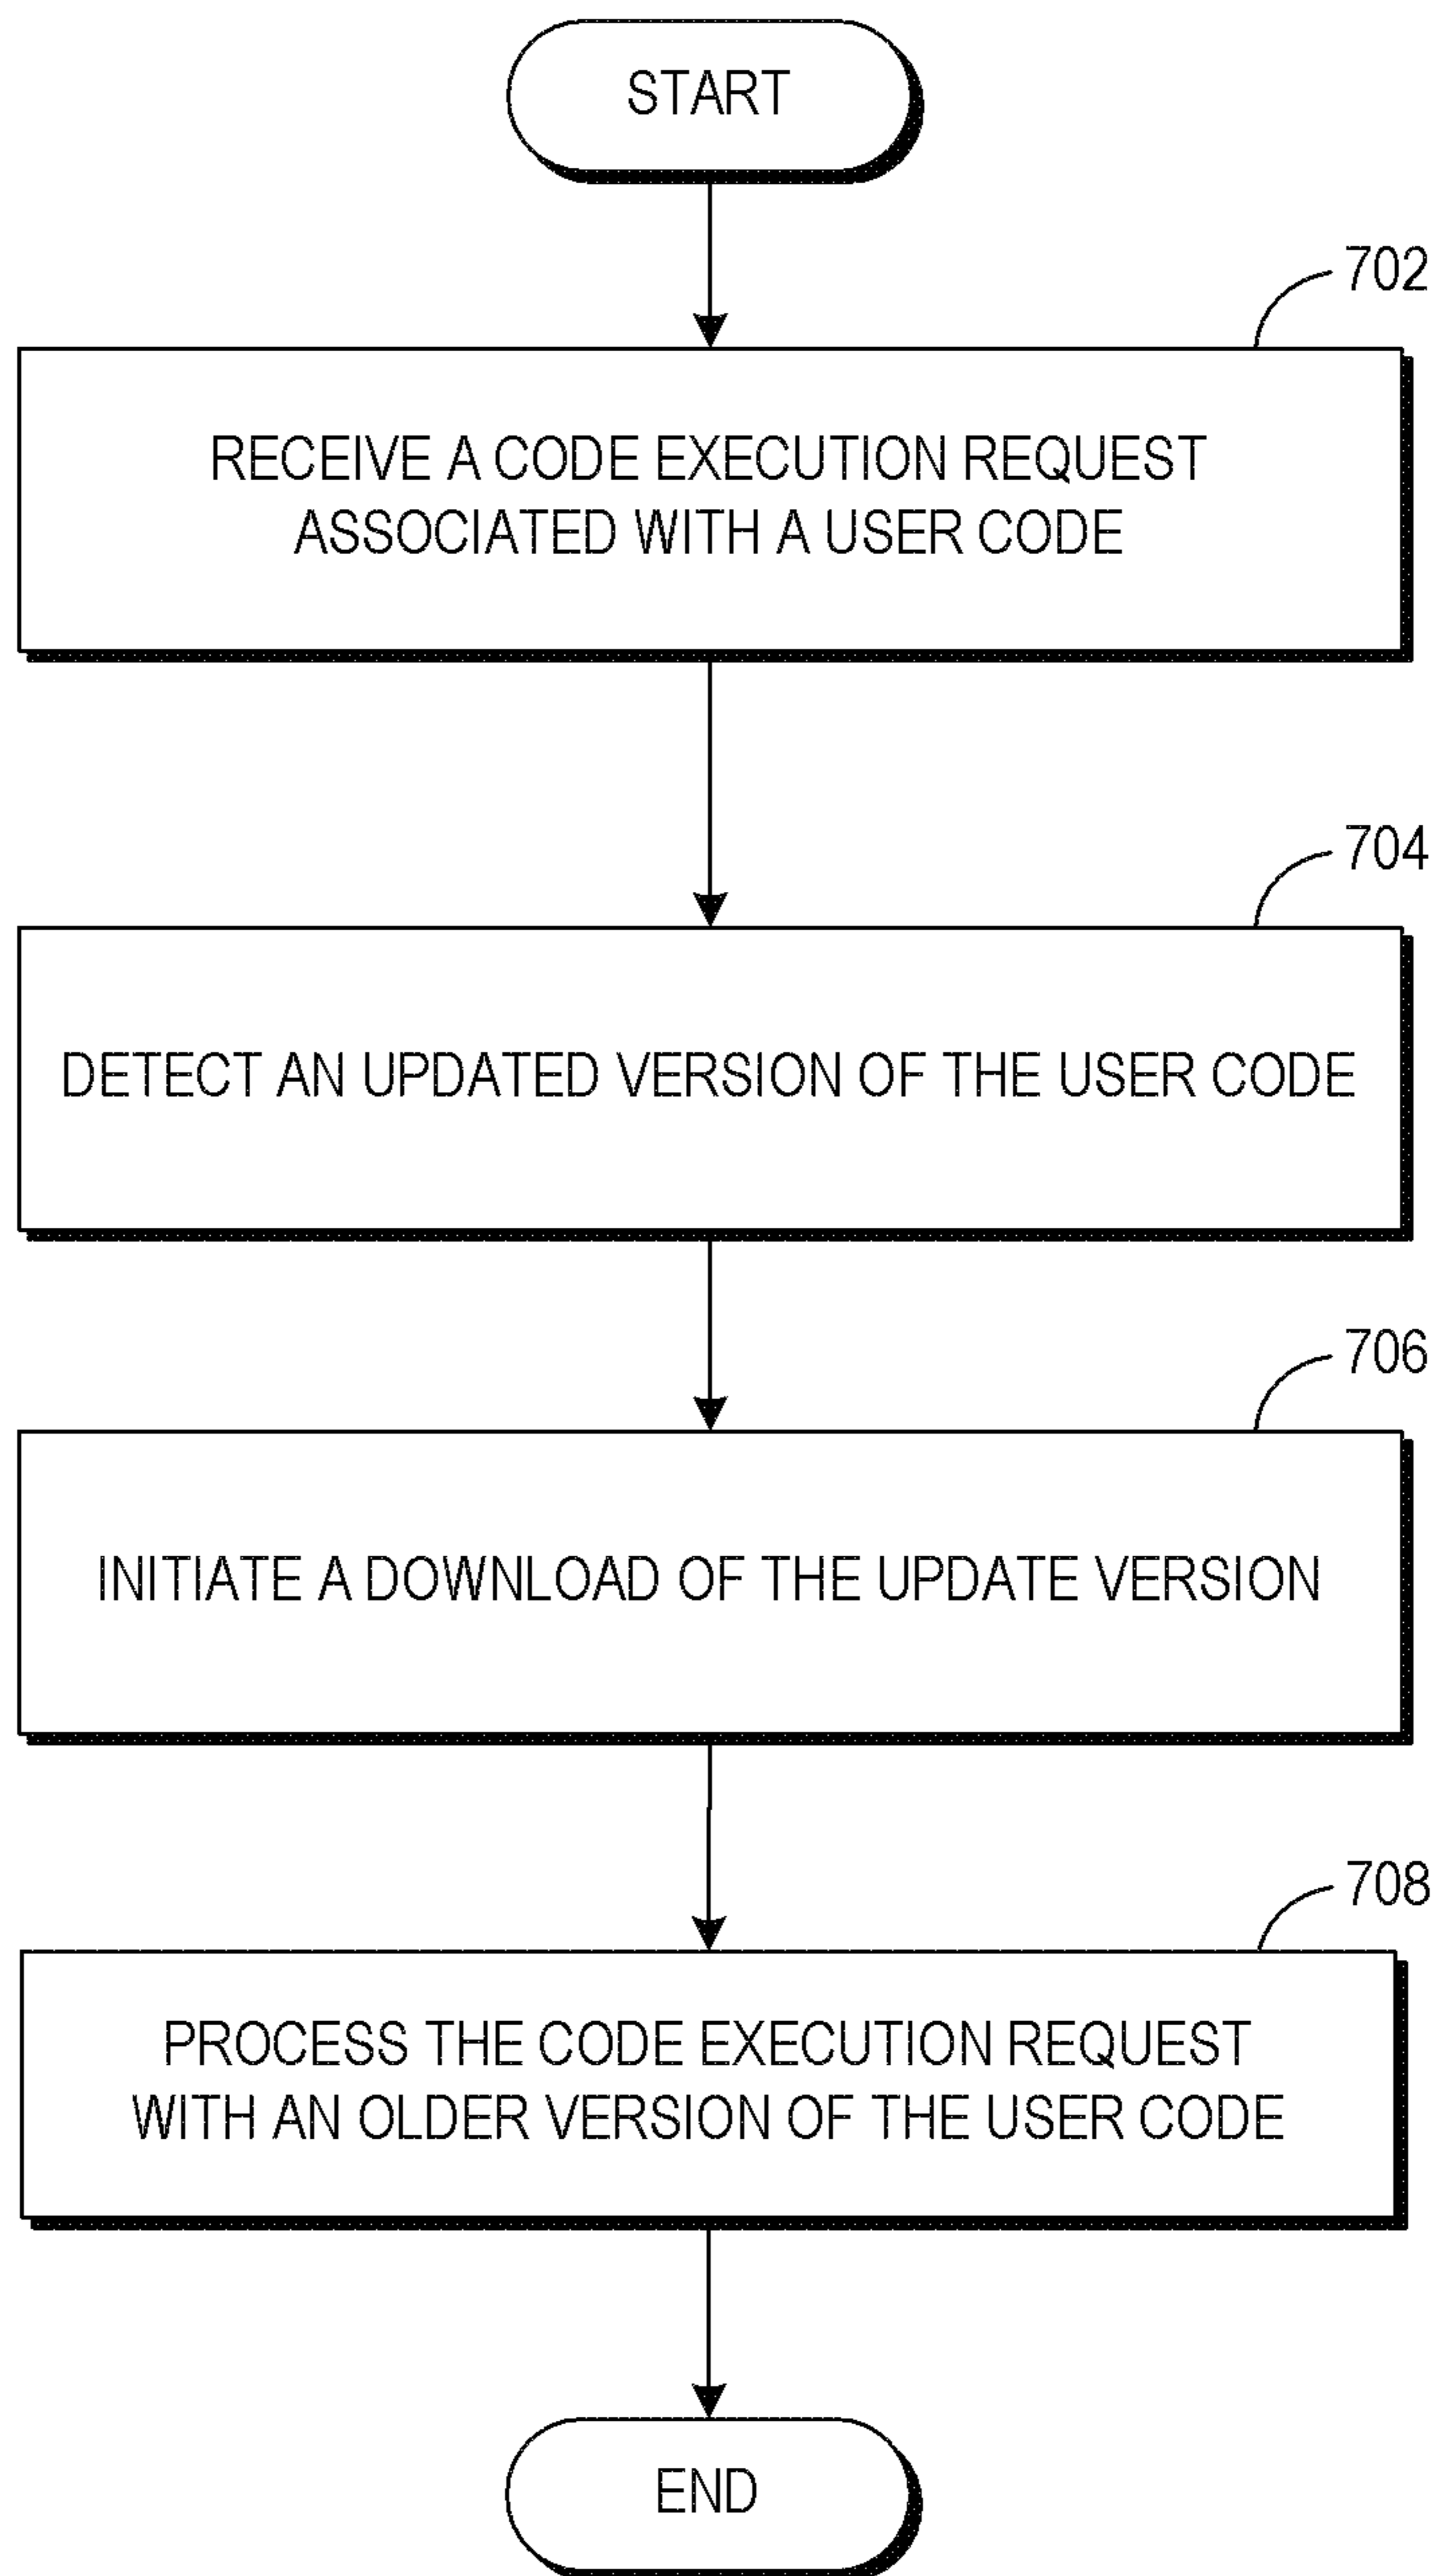 START
702
RECEIVE A CODE EXECUTION REQUEST
ASSOCIATED WITH A USER CODE
704
DETECT AN UPDATED VERSION OF THE USER CODE
706
INITIATE A DOWNLOAD OF THE UPDATE VERSION
708
PROCESS THE CODE EXECUTION REQUEST
WITH AN OLDER VERSION OF THE USER CODE
END